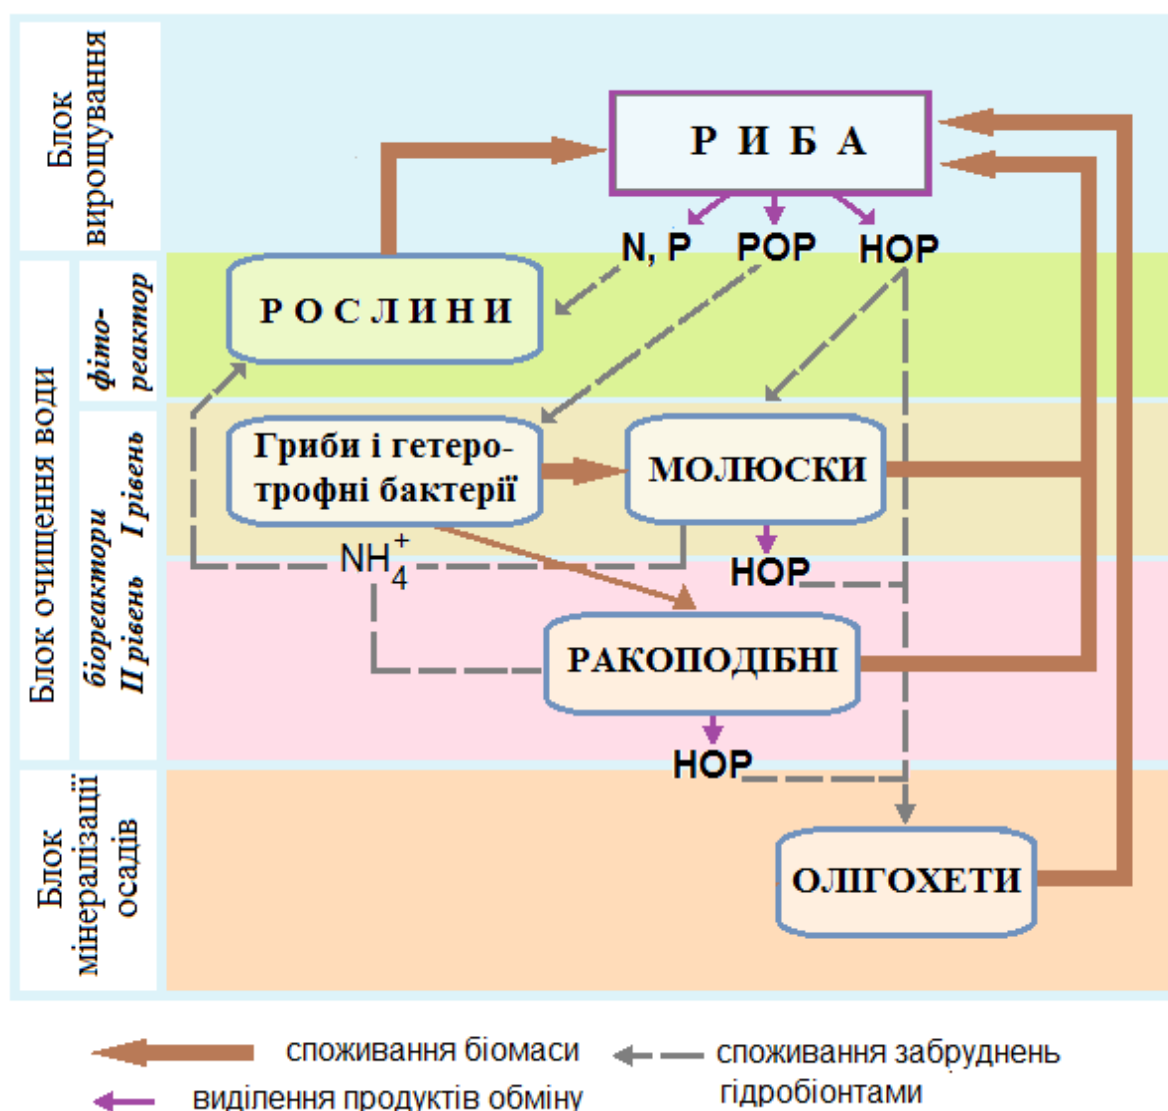 Блок
вирощування
Р И Б А
N, P
РОР
НОР
Блок очищення води
фіто-
реактор
Р О С Л И Н И
біореактори
І рівень
Гриби і гетеро-
трофні бактерії
МОЛЮСКИ
NH4+
НОР
ІІ рівень
РАКОПОДІБНІ
НОР
Блок
мінералізації
осадів
ОЛІГОХЕТИ
споживання біомаси
споживання забруднень
гідробіонтами
виділення продуктів обміну